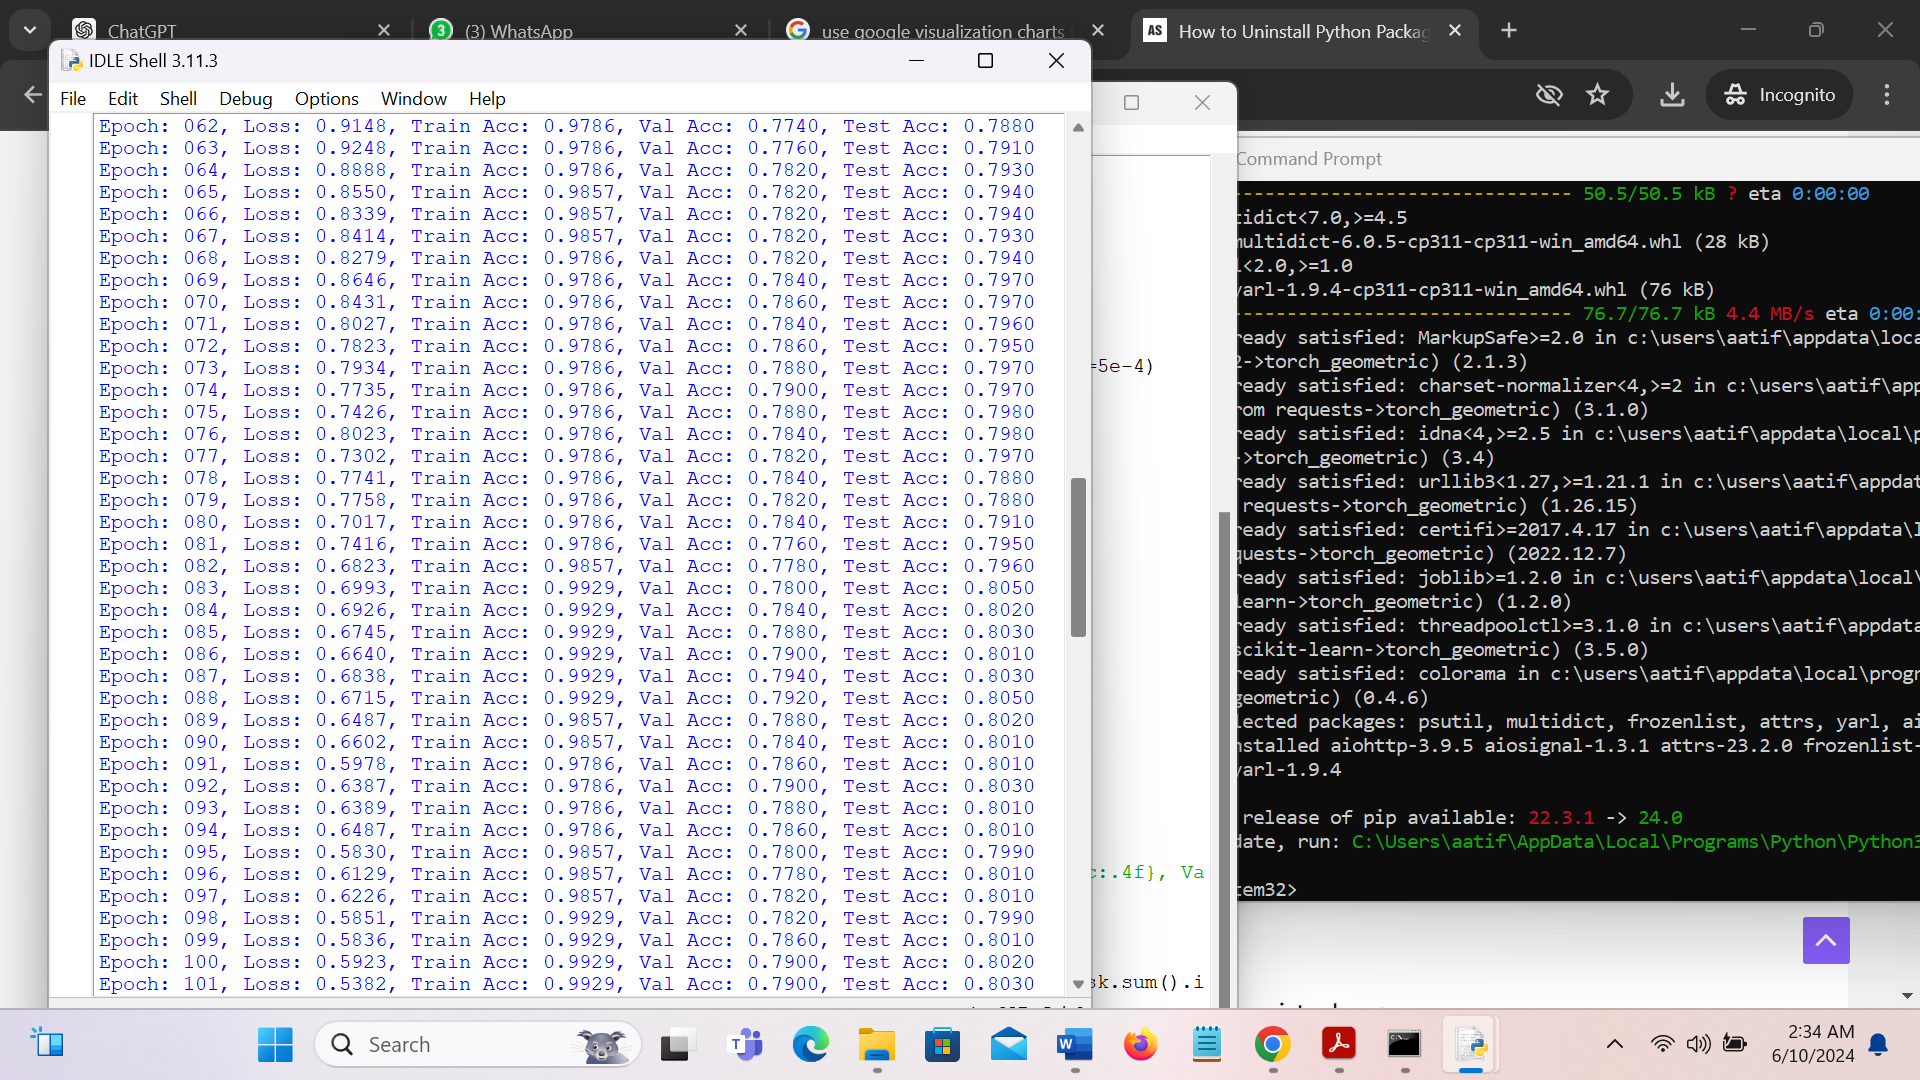 ChatGPT
(3) WhatsApp
use google visualization charts
AS How to Uninstall Python Packag
Incognito
IDLE Shell 3.11.3
File Edit Shell Debug Options Window Help
Epoch: 062, Loss: 0.9148, Train Acc: 0.9786, Val Acc: 0.7740, Test Acc: 0.7880
Epoch: 063, Loss: 0.9248, Train Acc: 0.9786, Val Acc: 0.7760, Test Acc: 0.7910
Epoch: 064, Loss: 0.8888, Train Acc: 0.9786, Val Acc: 0.7820, Test Acc: 0.7930
Epoch: 065, Loss: 0.8550, Train Acc: 0.9857, Val Acc: 0.7820, Test Acc: 0.7940
Epoch: 066, Loss: 0.8339, Train Acc: 0.9857, Val Acc: 0.7820, Test Acc: 0.7940
Epoch: 067, Loss: 0.8414, Train Acc: 0.9857, Val Acc: 0.7820, Test Acc: 0.7930
Epoch: 068, Loss: 0.8279, Train Acc: 0.9786, Val Acc: 0.7820, Test Acc: 0.7940
Epoch: 069, Loss: 0.8646, Train Acc: 0.9786, Val Acc: 0.7840, Test Acc: 0.7970
Epoch: 070, Loss: 0.8431, Train Acc: 0.9786, Val Acc: 0.7860, Test Acc: 0.7970
Epoch: 071, Loss: 0.8027, Train Acc: 0.9786, Val Acc: 0.7840, Test Acc: 0.7960
Epoch: 072, Loss: 0.7823, Train Acc: 0.9786, Val Acc: 0.7860, Test Acc: 0.7950
Epoch: 073, Loss: 0.7934, Train Acc: 0.9786, Val Acc: 0.7880, Test Acc: 0.7970
Epoch: 074, Loss: 0.7735, Train Acc: 0.9786, Val Acc: 0.7900, Test Acc: 0.7970
Epoch: 075, Loss: 0.7426, Train Acc: 0.9786, Val Acc: 0.7880, Test Acc: 0.7980
Epoch: 076, Loss: 0.8023, Train Acc: 0.9786, Val Acc: 0.7840, Test Acc: 0.7980
Epoch: 077, Loss: 0.7302, Train Acc: 0.9786, Val Acc: 0.7820, Test Acc: 0.7970
Epoch: 078, Loss: 0.7741, Train Acc: 0.9786, Val Acc: 0.7840, Test Acc: 0.7880
Epoch: 079, Loss: 0.7758, Train Acc: 0.9786, Val Acc: 0.7820, Test Acc: 0.7880
Epoch: 080, Loss: 0.7017, Train Acc: 0.9786, Val Acc: 0.7840, Test Acc: 0.7910
Epoch: 081, Loss: 0.7416, Train Acc: 0.9786, Val Acc: 0.7760, Test Acc: 0.7950
Epoch: 082, Loss: 0.6823, Train Acc: 0.9857, Val Acc: 0.7780, Test Acc: 0.7960
Epoch: 083, Loss: 0.6993, Train Acc: 0.9929, Val Acc: 0.7800, Test Acc: 0.8050
Epoch: 084, Loss: 0.6926, Train Acc: 0.9929, Val Acc: 0.7840, Test Acc: 0.8020
Epoch: 085, Loss: 0.6745, Train Acc: 0.9929, Val Acc: 0.7880, Test Acc: 0.8030
Epoch: 086, Loss: 0.6640, Train Acc: 0.9929, Val Acc: 0.7900, Test Acc: 0.8010
Epoch: 087, Loss: 0.6838, Train Acc: 0.9929, Val Acc: 0.7940, Test Acc: 0.8030
Epoch: 088, Loss: 0.6715, Train Acc: 0.9929, Val Acc: 0.7920, Test Acc: 0.8050
Epoch: 089, Loss: 0.6487, Train Acc: 0.9857, Val Acc: 0.7880, Test Acc: 0.8020
Epoch: 090, Loss: 0.6602, Train Acc: 0.9857, Val Acc: 0.7840, Test Acc: 0.8010
Epoch: 091, Loss: 0.5978, Train Acc: 0.9786, Val Acc: 0.7860, Test Acc: 0.8010
Epoch: 092, Loss: 0.6387, Train Acc: 0.9786, Val Acc: 0.7900, Test Acc: 0.8030
Epoch: 093, Loss: 0.6389, Train Acc: 0.9786, Val Acc: 0.7880, Test Acc: 0.8010
Epoch: 094, Loss: 0.6487, Train Acc: 0.9786, Val Acc: 0.7860, Test Acc: 0.8010
Epoch: 095, Loss: 0.5830, Train Acc: 0.9857, Val Acc: 0.7800, Test Acc: 0.7990
Epoch: 096, Loss: 0.6129, Train Acc: 0.9857, Val Acc: 0.7780, Test Acc: 0.8010
Epoch: 097, Loss: 0.6226, Train Acc: 0.9857, Val Acc: 0.7820, Test Acc: 0.8010
Epoch: 098, Loss: 0.5851, Train Acc: 0.9929, Val Acc: 0.7820, Test Acc: 0.7990
Epoch: 099, Loss: 0.5836, Train Acc: 0.9929, Val Acc: 0.7860, Test Acc: 0.8010
Epoch: 100, Loss: 0.5923, Train Acc: 0.9929, Val Acc: 0.7900, Test Acc: 0.8020
Epoch: 101, Loss: 0.5382, Train Acc: 0.9929, Val Acc: 0.7900, Test Acc: 0.8030
=5e-4)
c:.4f}, Va
sk.sum().i
Command Prompt
------------------------------ 50.5/50.5 kB ? eta 0:00:00
tidict<7.0,>=4.5
multidict-6.0.5-cp311-cp311-win_amd64.whl (28 kB)
l<2.0,>=1.0
yarl-1.9.4-cp311-cp311-win_amd64.whl (76 kB)
------------------------------ 76.7/76.7 kB 4.4 MB/s eta 0:00:
ready satisfied: MarkupSafe>=2.0 in c:\users\aatif\appdata\loca
2->torch_geometric) (2.1.3)
ready satisfied: charset-normalizer<4,>=2 in c:\users\aatif\app
rom requests->torch_geometric) (3.1.0)
ready satisfied: idna<4,>=2.5 in c:\users\aatif\appdata\local\p
->torch_geometric) (3.4)
ready satisfied: urllib3<1.27,>=1.21.1 in c:\users\aatif\appdat
requests->torch_geometric) (1.26.15)
ready satisfied: certifi>=2017.4.17 in c:\users\aatif\appdata\l
quests->torch_geometric) (2022.12.7)
ready satisfied: joblib>=1.2.0 in c:\users\aatif\appdata\local\
learn->torch_geometric) (1.2.0)
ready satisfied: threadpoolctl>=3.1.0 in c:\users\aatif\appdata
scikit-learn->torch_geometric) (3.5.0)
ready satisfied: colorama in c:\users\aatif\appdata\local\progr
geometric) (0.4.6)
lected packages: psutil, multidict, frozenlist, attrs, yarl, ai
nstalled aiohttp-3.9.5 aiosignal-1.3.1 attrs-23.2.0 frozenlist-
yarl-1.9.4
release of pip available: 22.3.1 -> 24.0
date, run: C:\Users\aatif\AppData\Local\Programs\Python\Python3
tem32>
Search
2:34 AM
6/10/2024